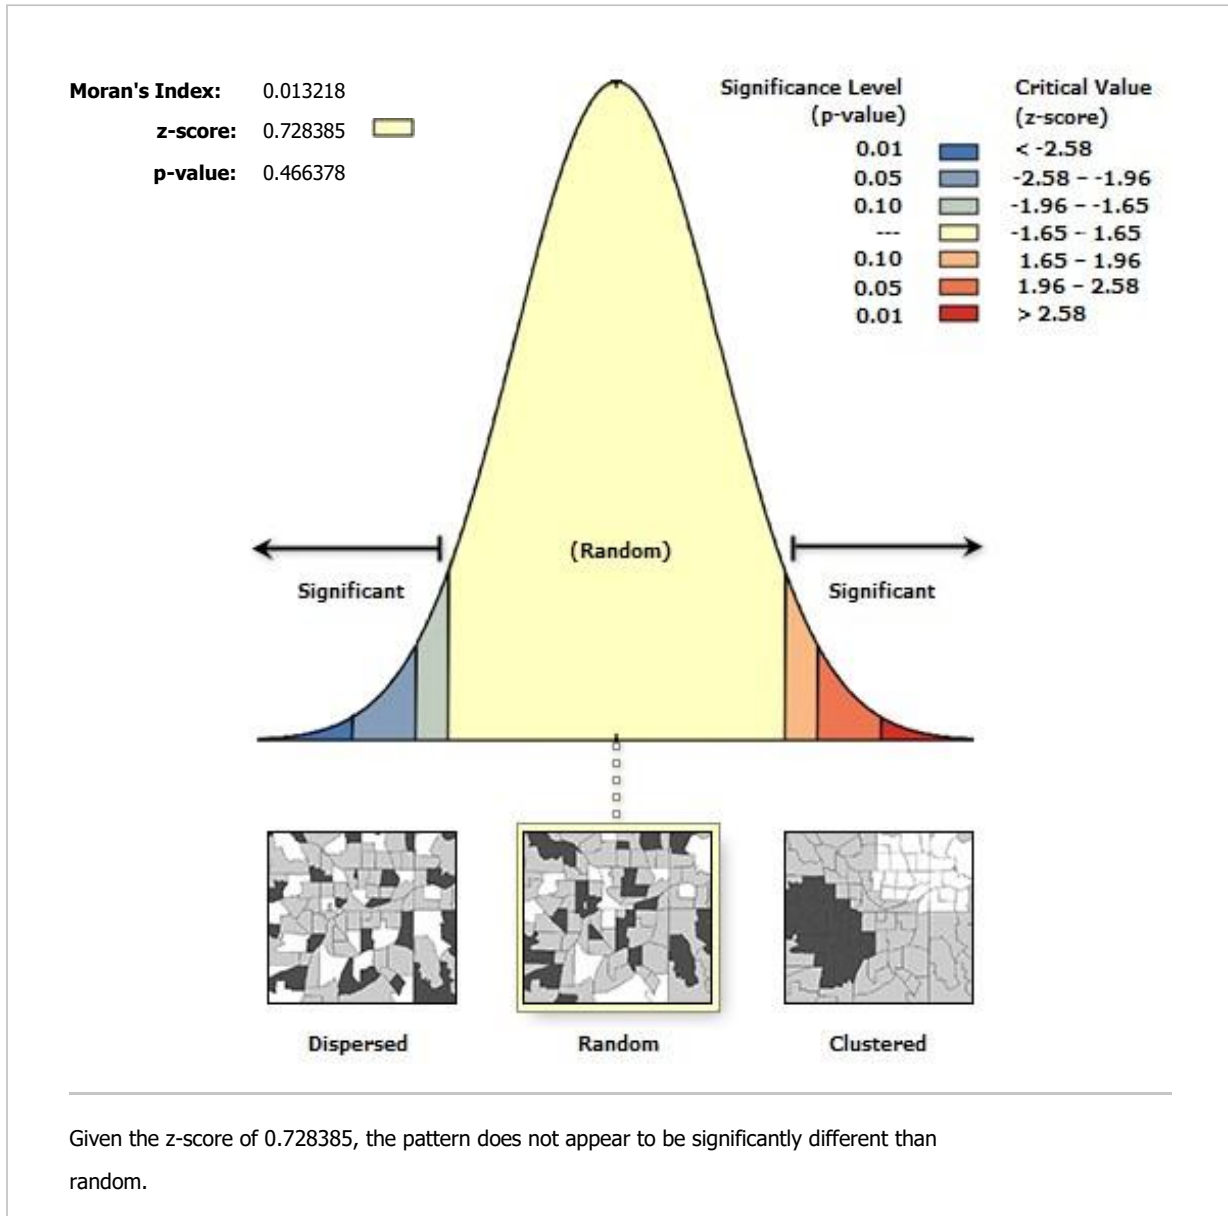 Moran's Index: 0.013218
z-score: 0.728385
p-value: 0.466378
Significance Level Critical Value
(p-value) (z-score)
0.01 < -2.58
0.05 -2.58 – -1.96
0.10 -1.96 – -1.65
--- -1.65 – 1.65
0.10 1.65 – 1.96
0.05 1.96 – 2.58
0.01 > 2.58
(Random)
Significant Significant
Dispersed Random Clustered
Given the z-score of 0.728385, the pattern does not appear to be significantly different than
random.